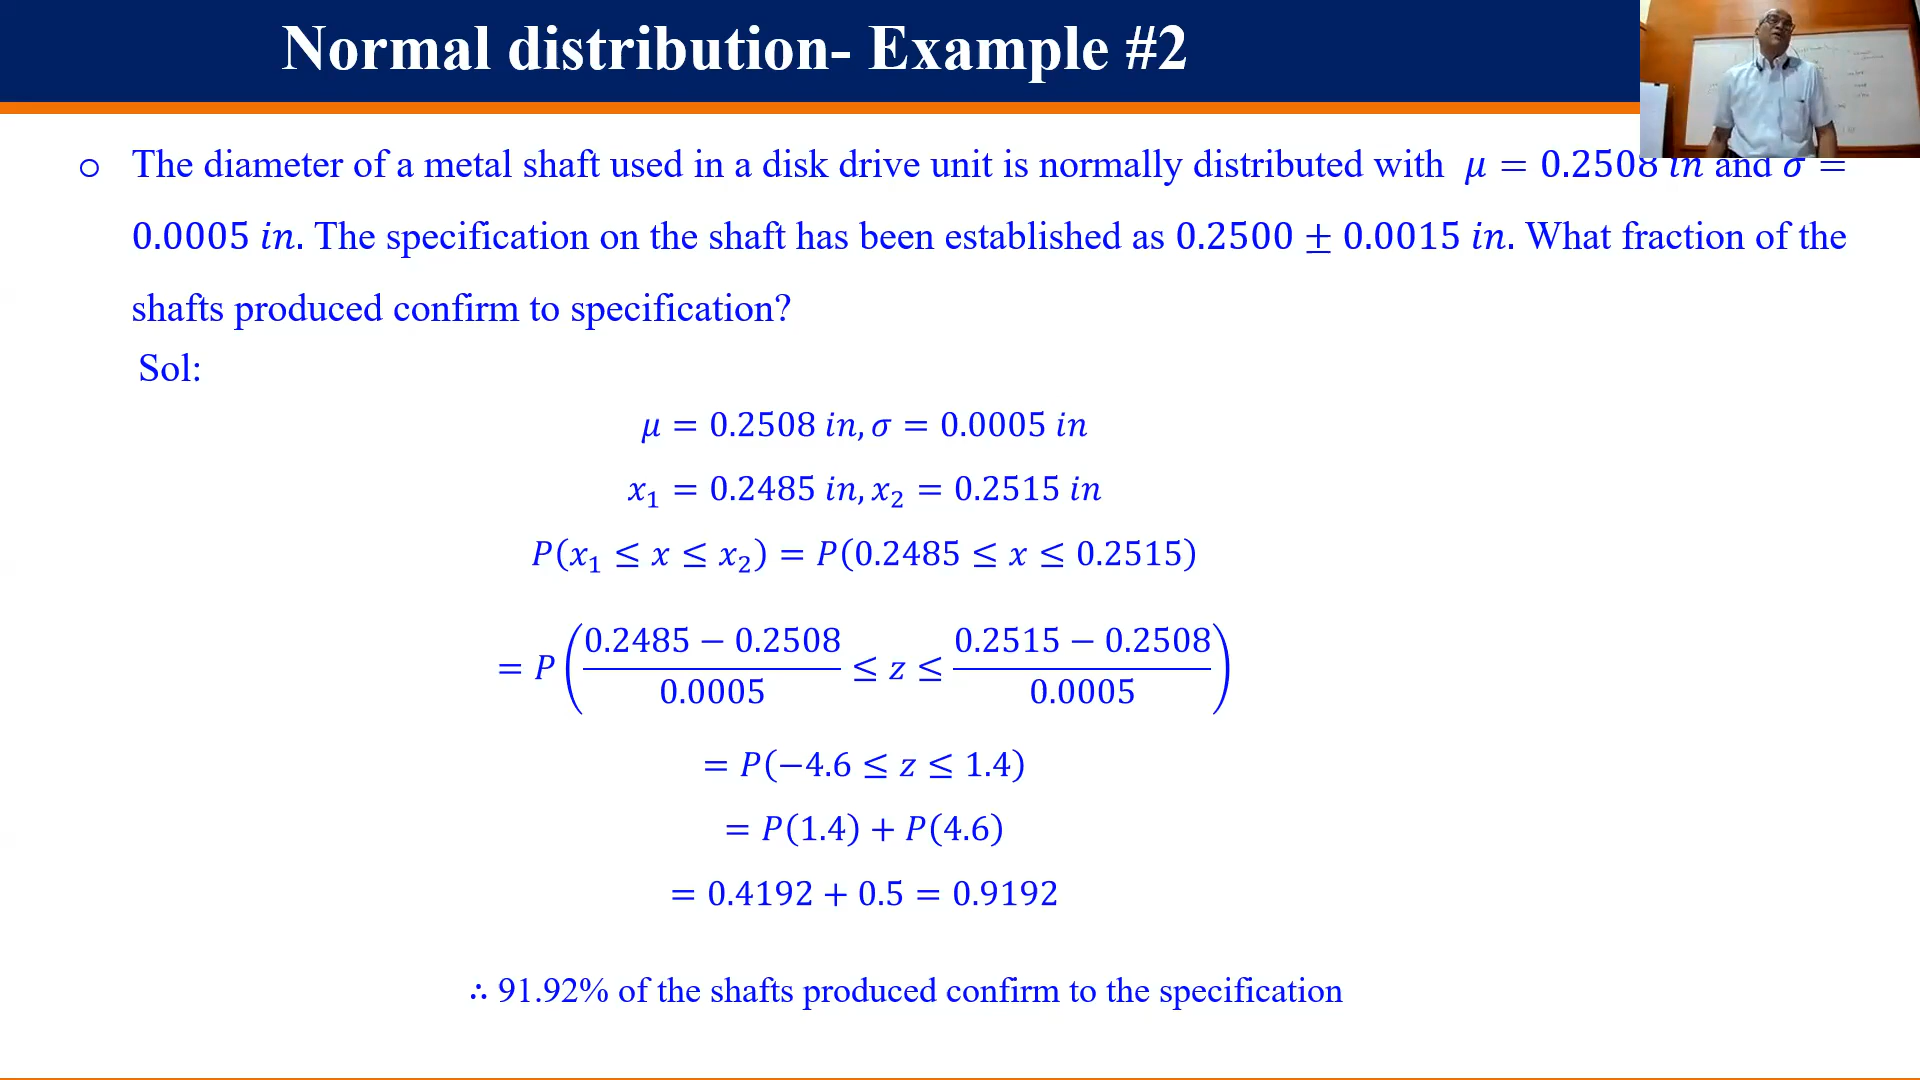 Normal distribution- Example #2
○ The diameter of a metal shaft used in a disk drive unit is normally distributed with μ = 0.2508 in and σ =
0.0005 in. The specification on the shaft has been established as 0.2500 ± 0.0015 in. What fraction of the
shafts produced confirm to specification?
Sol:
μ = 0.2508 in, σ = 0.0005 in
x₁ = 0.2485 in, x₂ = 0.2515 in
P(x₁ ≤ x ≤ x₂) = P(0.2485 ≤ x ≤ 0.2515)
= P((0.2485 − 0.2508)/0.0005 ≤ z ≤ (0.2515 − 0.2508)/0.0005)
= P(−4.6 ≤ z ≤ 1.4)
= P(1.4) + P(4.6)
= 0.4192 + 0.5 = 0.9192
∴ 91.92% of the shafts produced confirm to the specification